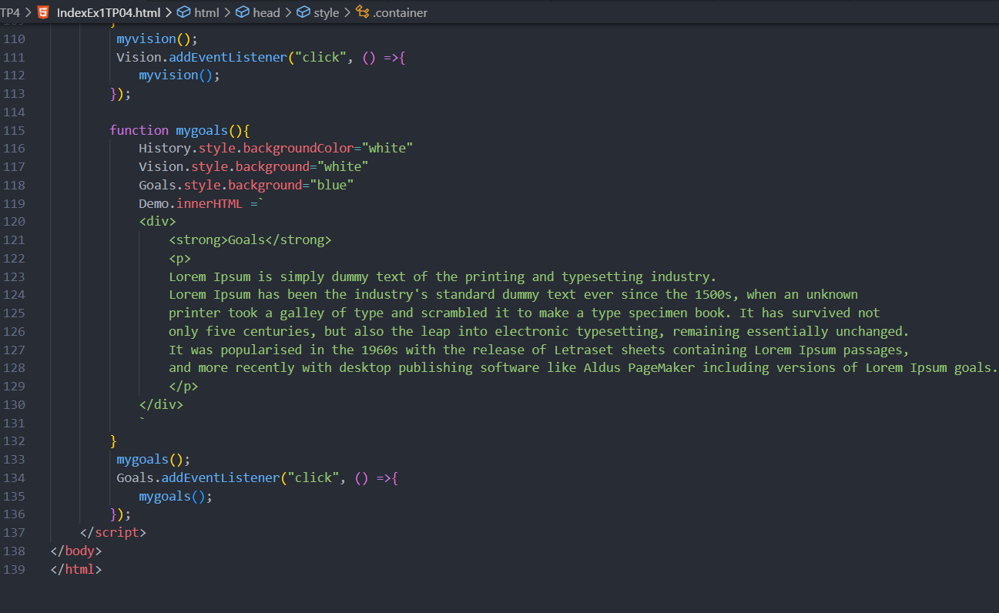 TP4 > IndexEx1TP04.html > html > head > style > .container
109 }
110 myvision();
111 Vision.addEventListener("click", () =>{
112 myvision();
113 });
114
115 function mygoals(){
116 History.style.backgroundColor="white"
117 Vision.style.background="white"
118 Goals.style.background="blue"
119 Demo.innerHTML =`
120 <div>
121 <strong>Goals</strong>
122 <p>
123 Lorem Ipsum is simply dummy text of the printing and typesetting industry.
124 Lorem Ipsum has been the industry's standard dummy text ever since the 1500s, when an unknown
125 printer took a galley of type and scrambled it to make a type specimen book. It has survived not
126 only five centuries, but also the leap into electronic typesetting, remaining essentially unchanged.
127 It was popularised in the 1960s with the release of Letraset sheets containing Lorem Ipsum passages,
128 and more recently with desktop publishing software like Aldus PageMaker including versions of Lorem Ipsum goals.
129 </p>
130 </div>
131 `
132 }
133 mygoals();
134 Goals.addEventListener("click", () =>{
135 mygoals();
136 });
137 </script>
138 </body>
139 </html>